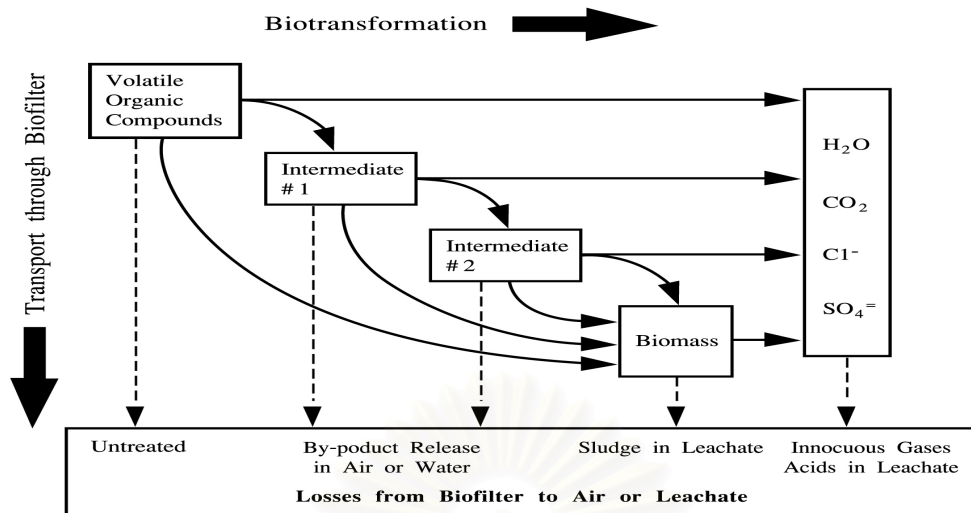 Biotransformation
Transport through Biofilter
Volatile
Organic
Compounds
Intermediate
# 1
Intermediate
# 2
Biomass
H₂O
CO₂
C1⁻
SO₄⁼
Untreated
By-poduct Release
in Air or Water
Sludge in Leachate
Innocuous Gases
Acids in Leachate
Losses from Biofilter to Air or Leachate